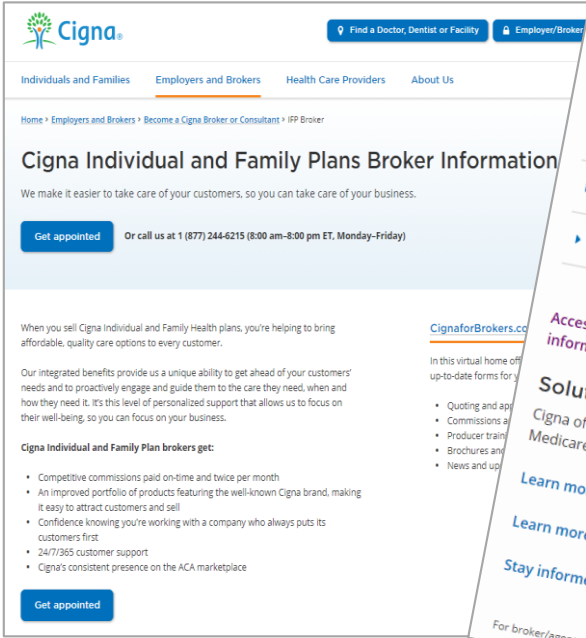 Cigna®
Find a Doctor, Dentist or Facility
Employer/Broker
Individuals and Families Employers and Brokers Health Care Providers About Us
Home > Employers and Brokers > Become a Cigna Broker or Consultant > IFP Broker
Cigna Individual and Family Plans Broker Information
We make it easier to take care of your customers, so you can take care of your business.
Get appointed
Or call us at 1 (877) 244-6215 (8:00 am–8:00 pm ET, Monday–Friday)
When you sell Cigna Individual and Family Health plans, you're helping to bring
affordable, quality care options to every customer.
Our integrated benefits provide us a unique ability to get ahead of your customers'
needs and to proactively engage and guide them to the care they need, when and
how they need it. It's this level of personalized support that allows us to focus on
their well-being, so you can focus on your business.
Cigna Individual and Family Plan brokers get:
• Competitive commissions paid on-time and twice per month
• An improved portfolio of products featuring the well-known Cigna brand, making
it easy to attract customers and sell
• Confidence knowing you're working with a company who always puts its
customers first
• 24/7/365 customer support
• Cigna's consistent presence on the ACA marketplace
Get appointed
CignaforBrokers.co
In this virtual home off
up-to-date forms for
• Quoting and app
• Commissions a
• Producer train
• Brochures and
• News and up
Acces
inform
Solu
Cigna of
Medicare
Learn mo
Learn more
Stay informe
For broker/age